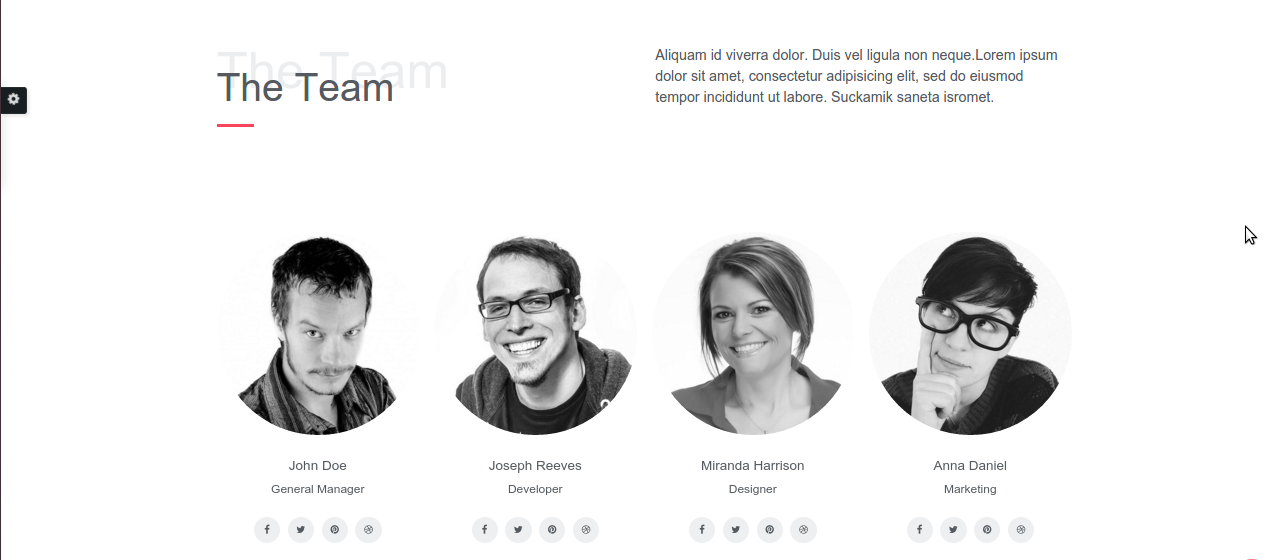 The Team
The Team
Aliquam id viverra dolor. Duis vel ligula non neque.Lorem ipsum
dolor sit amet, consectetur adipisicing elit, sed do eiusmod
tempor incididunt ut labore. Suckamik saneta isromet.
John Doe
General Manager
Joseph Reeves
Developer
Miranda Harrison
Designer
Anna Daniel
Marketing